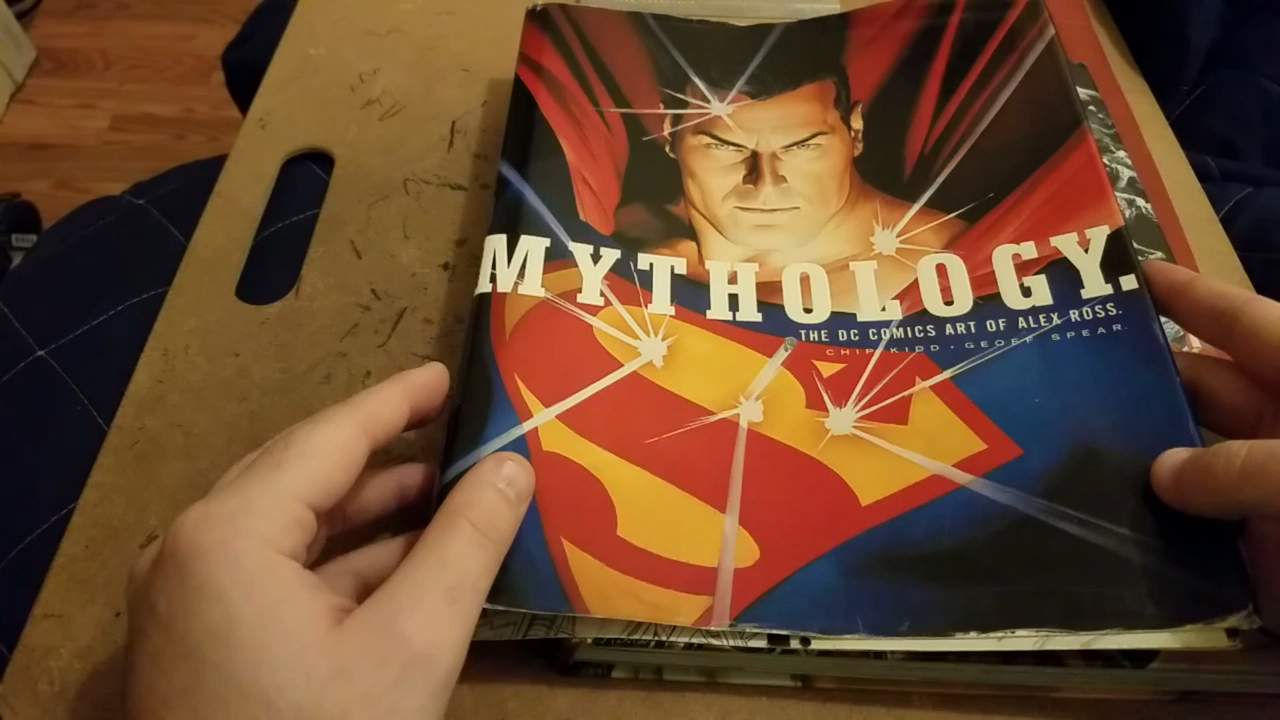 MYTHOLOGY.
THE DC COMICS ART OF ALEX ROSS.
CHIP KIDD · GEOFF SPEAR.